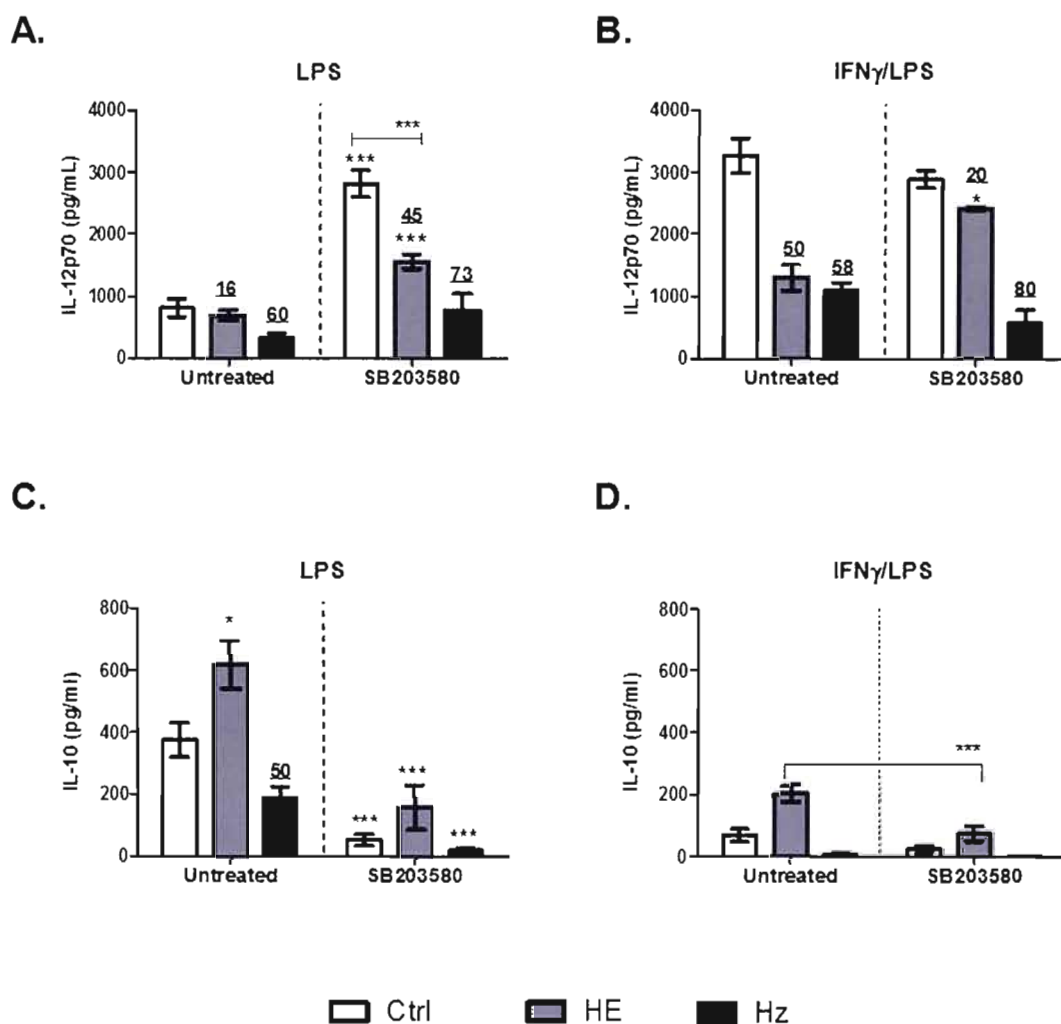 A.
LPS
IL-12p70 (pg/mL)
4000
3000
2000
1000
0
16
60
***
***
45
***
73
Untreated
SB203580
B.
IFNγ/LPS
IL-12p70 (pg/mL)
4000
3000
2000
1000
0
50
58
20
*
80
Untreated
SB203580
C.
LPS
IL-10 (pg/ml)
800
600
400
200
0
*
50
***
***
***
Untreated
SB203580
D.
IFNγ/LPS
IL-10 (pg/ml)
800
600
400
200
0
***
Untreated
SB203580
Ctrl HE Hz